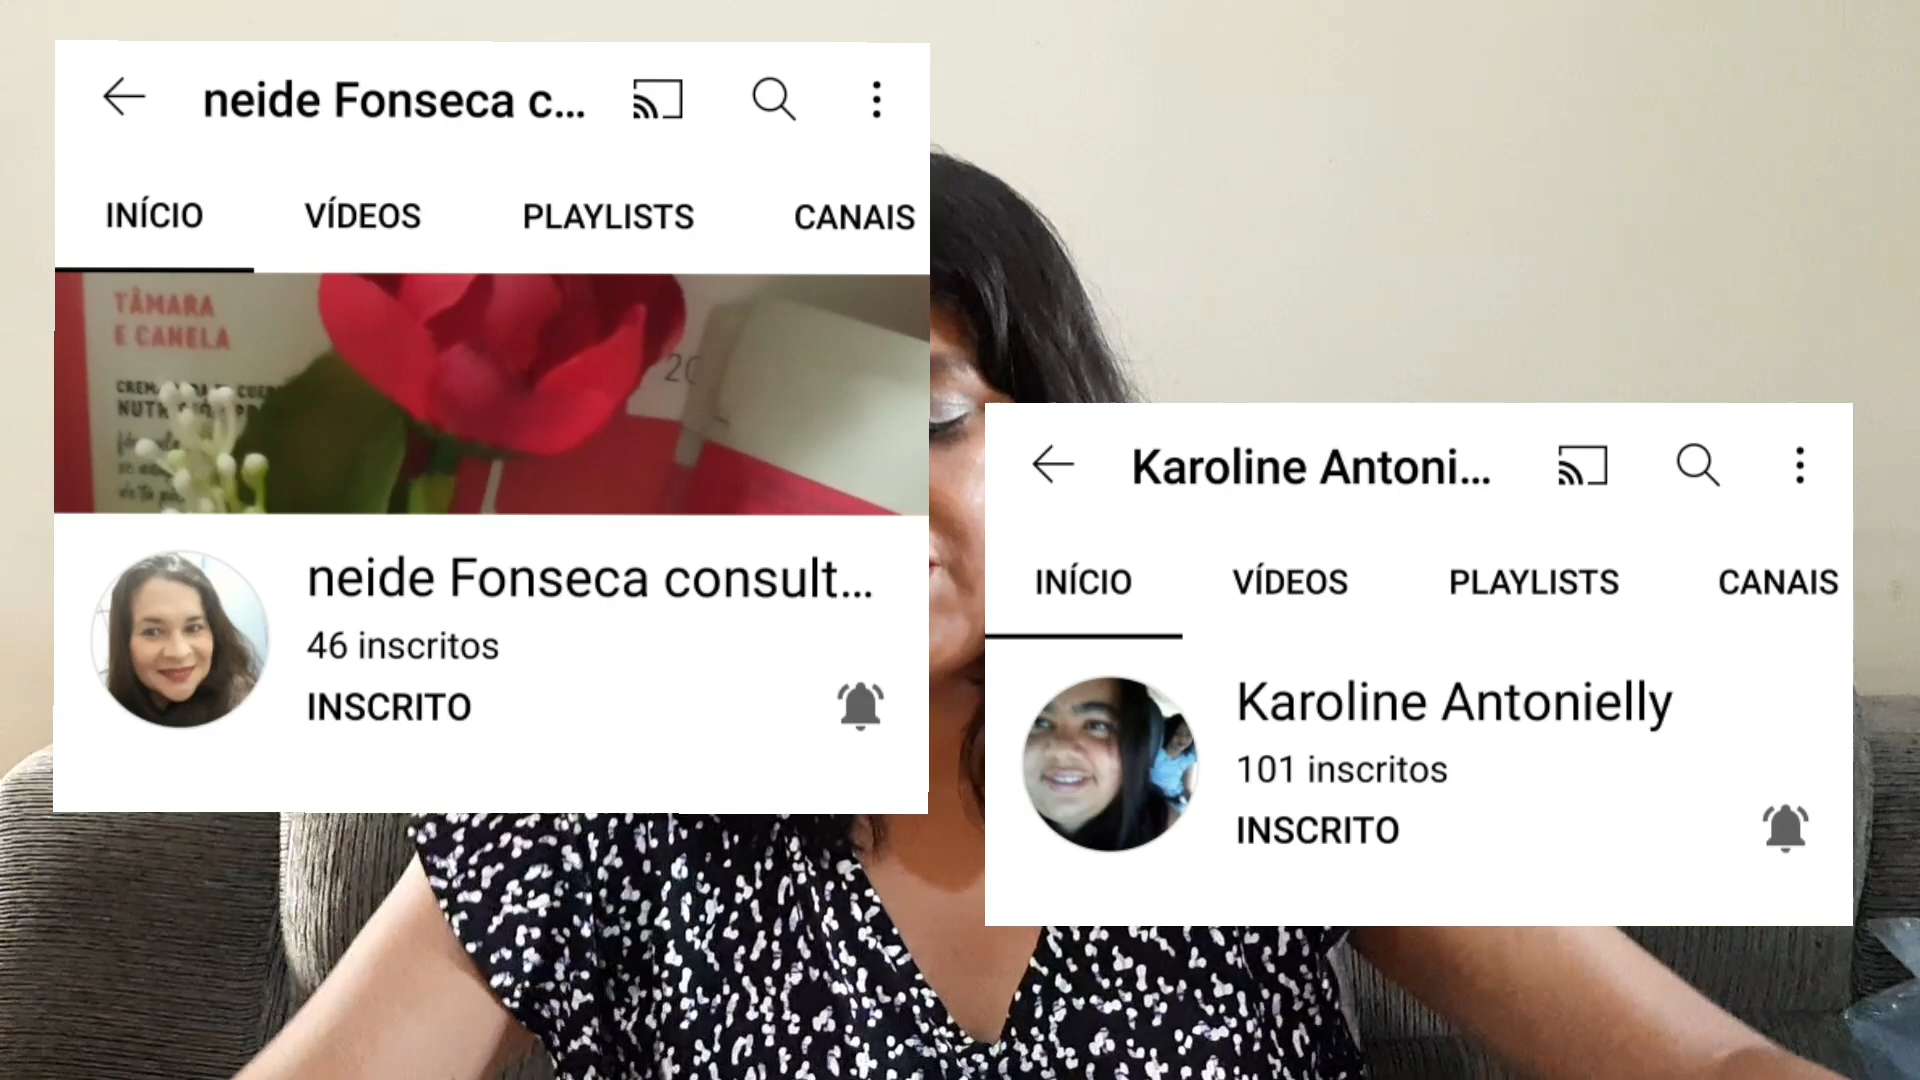 neide Fonseca c...
INÍCIO VÍDEOS PLAYLISTS CANAIS
TÂMARA
E CANELA
20
neide Fonseca consult...
46 inscritos
INSCRITO
Karoline Antoni...
INÍCIO VÍDEOS PLAYLISTS CANAIS
Karoline Antonielly
101 inscritos
INSCRITO